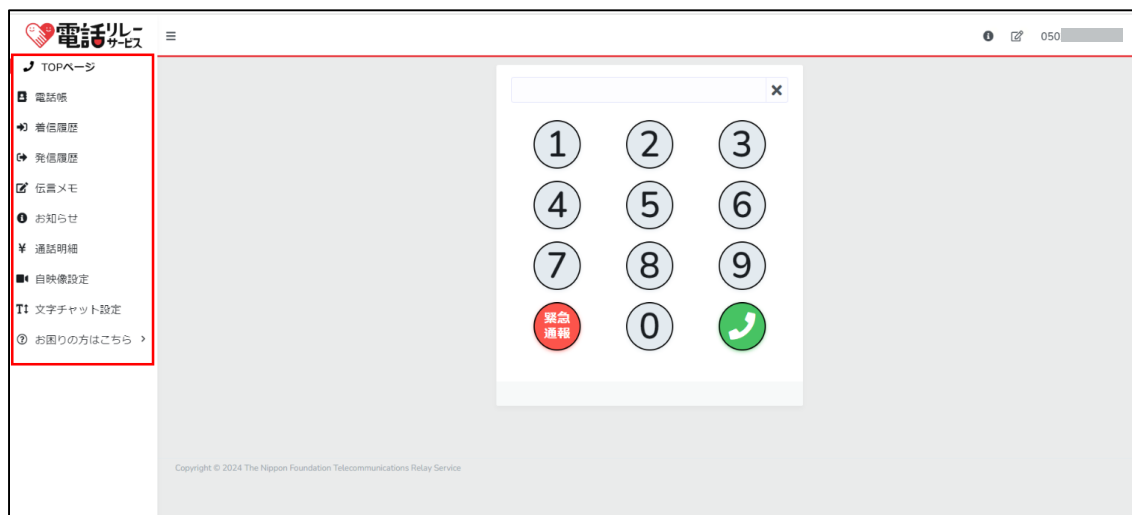 電話リレーサービス
050
TOPページ
電話帳
着信履歴
発信履歴
伝言メモ
お知らせ
¥ 通話明細
自映像設定
文字チャット設定
お困りの方はこちら
1 2 3
4 5 6
7 8 9
緊急通報 0
Copyright © 2024 The Nippon Foundation Telecommunications Relay Service